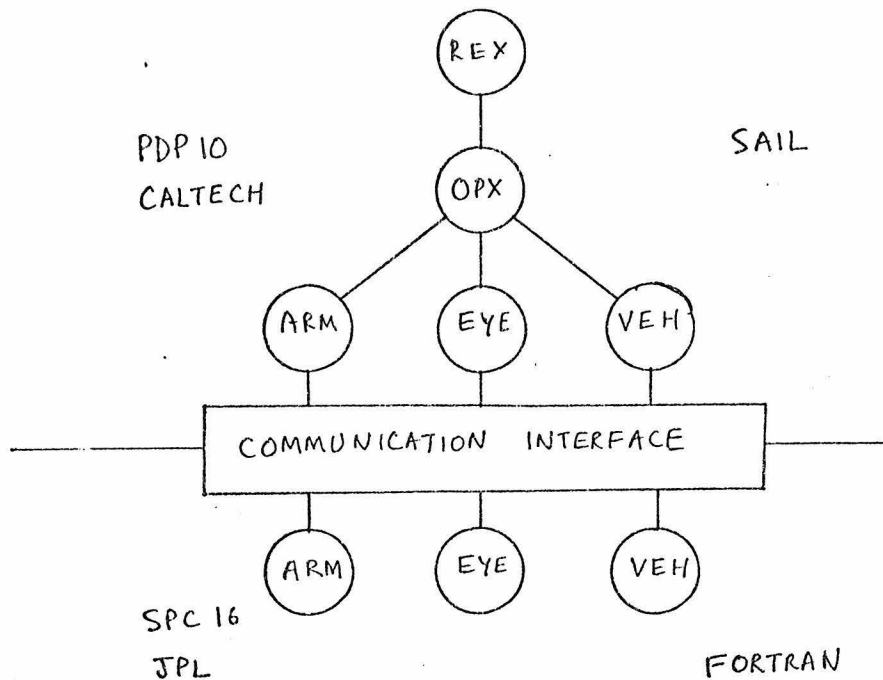 REX
PDP 10
SAIL
CALTECH
OPX
ARM
EYE
VEH
COMMUNICATION INTERFACE
ARM
EYE
VEH
SPC 16
JPL
FORTRAN